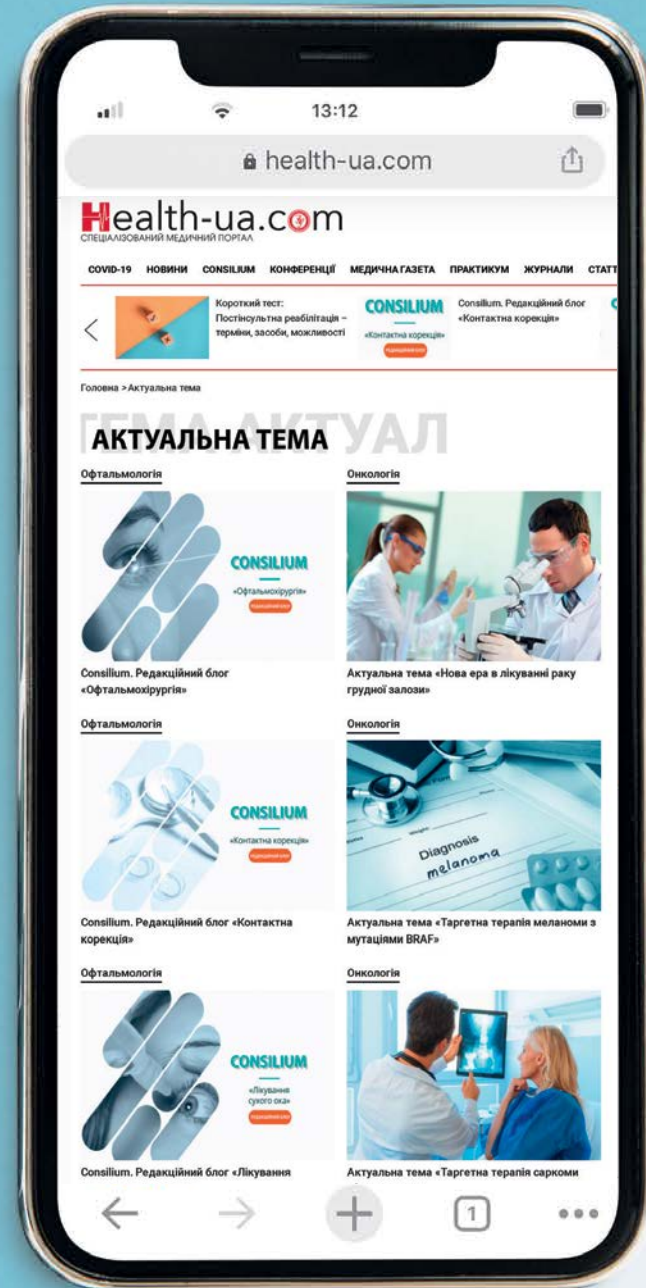 13:12
health-ua.com
Health-ua.com
СПЕЦІАЛІЗОВАНИЙ МЕДИЧНИЙ ПОРТАЛ
COVID-19 НОВИНИ CONSILIUM КОНФЕРЕНЦІЇ МЕДИЧНА ГАЗЕТА ПРАКТИКУМ ЖУРНАЛИ СТАТТ
Короткий тест:
Постінсультна реабілітація –
терміни, засоби, можливості
CONSILIUM
«Контактна корекція»
Consilium. Редакційний блог
«Контактна корекція»
Головна > Актуальна тема
ТЕМА АКТУАЛ
АКТУАЛЬНА ТЕМА
Офтальмологія
CONSILIUM
«Офтальмохірургія»
Consilium. Редакційний блог
«Офтальмохірургія»
Онкологія
Актуальна тема «Нова ера в лікуванні раку
грудної залози»
Офтальмологія
CONSILIUM
«Контактна корекція»
Consilium. Редакційний блог «Контактна
корекція»
Онкологія
Diagnosis
melanoma
Актуальна тема «Таргетна терапія меланоми з
мутаціями BRAF»
Офтальмологія
CONSILIUM
«Лікування
сухого ока»
Consilium. Редакційний блог «Лікування
Онкологія
Актуальна тема «Таргетна терапія саркоми
1